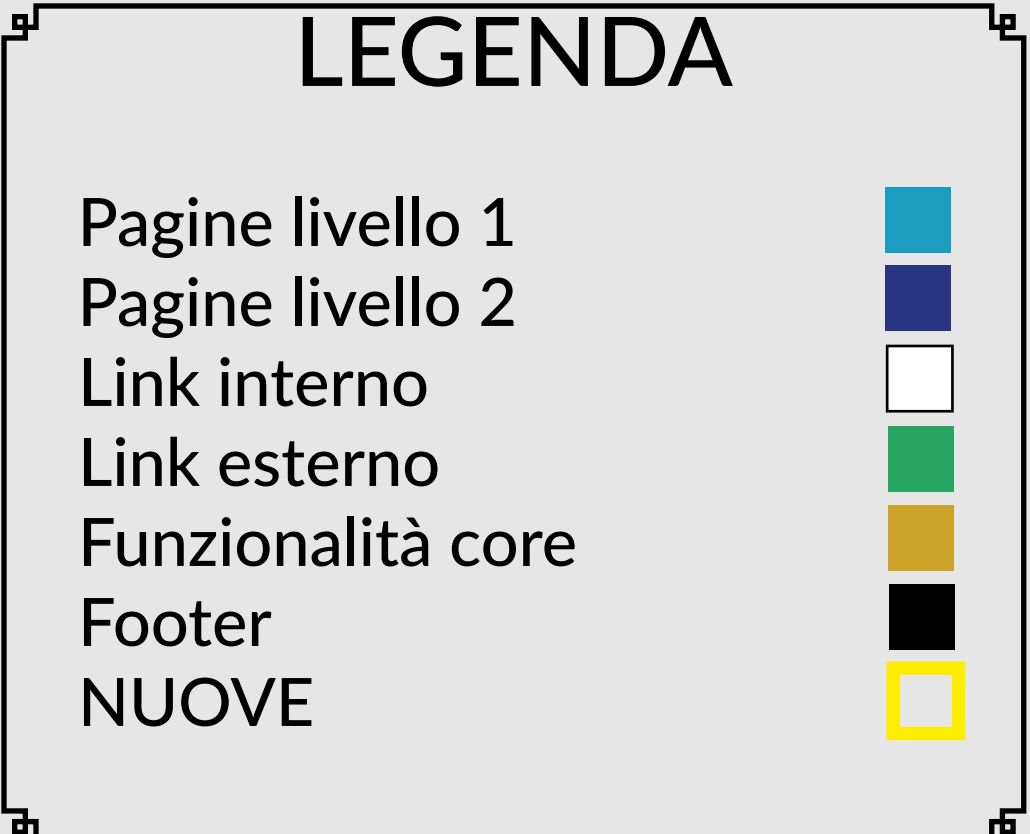 LEGENDA
Pagine livello 1
Pagine livello 2
Link interno
Link esterno
Funzionalità core
Footer
NUOVE